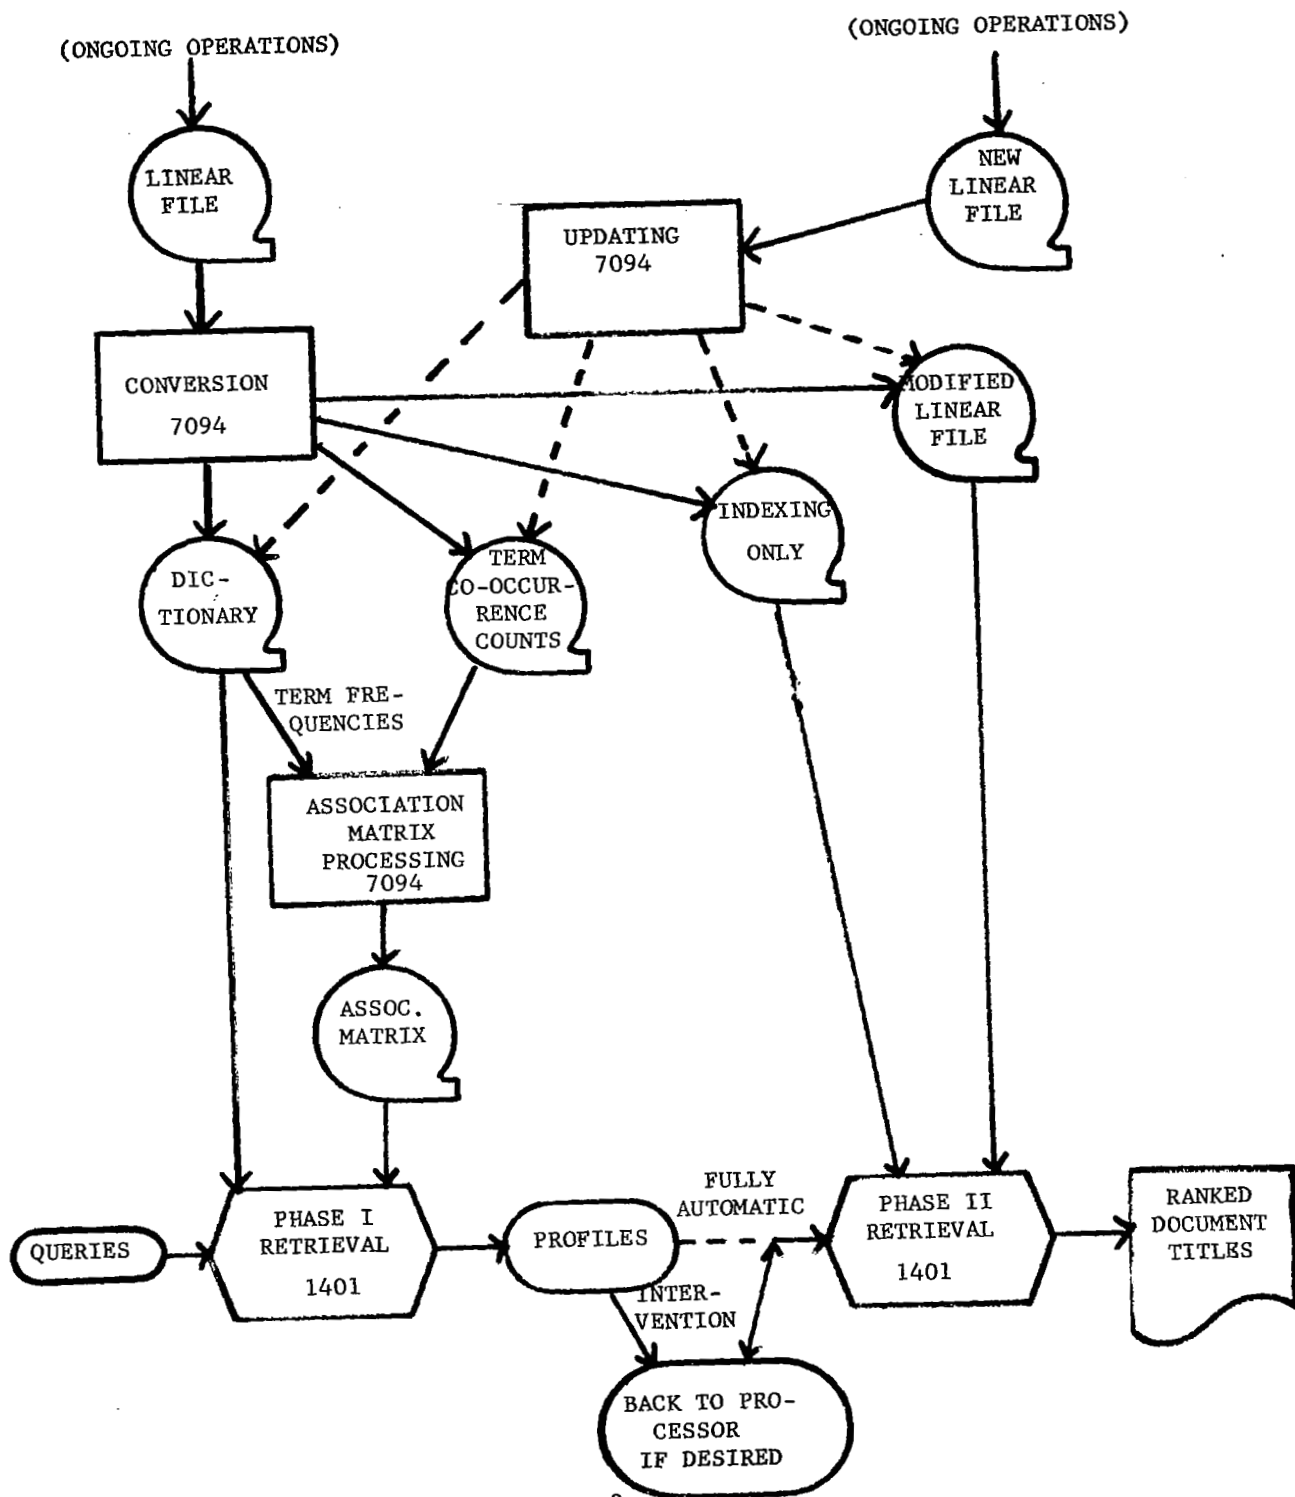 (ONGOING OPERATIONS)
(ONGOING OPERATIONS)
LINEAR
FILE
NEW
LINEAR
FILE
UPDATING
7094
CONVERSION
7094
MODIFIED
LINEAR
FILE
INDEXING
ONLY
DIC-
TIONARY
TERM
CO-OCCUR-
RENCE
COUNTS
TERM FRE-
QUENCIES
ASSOCIATION
MATRIX
PROCESSING
7094
ASSOC.
MATRIX
QUERIES
PHASE I
RETRIEVAL
1401
PROFILES
FULLY
AUTOMATIC
INTER-
VENTION
PHASE II
RETRIEVAL
1401
RANKED
DOCUMENT
TITLES
BACK TO PRO-
CESSOR
IF DESIRED